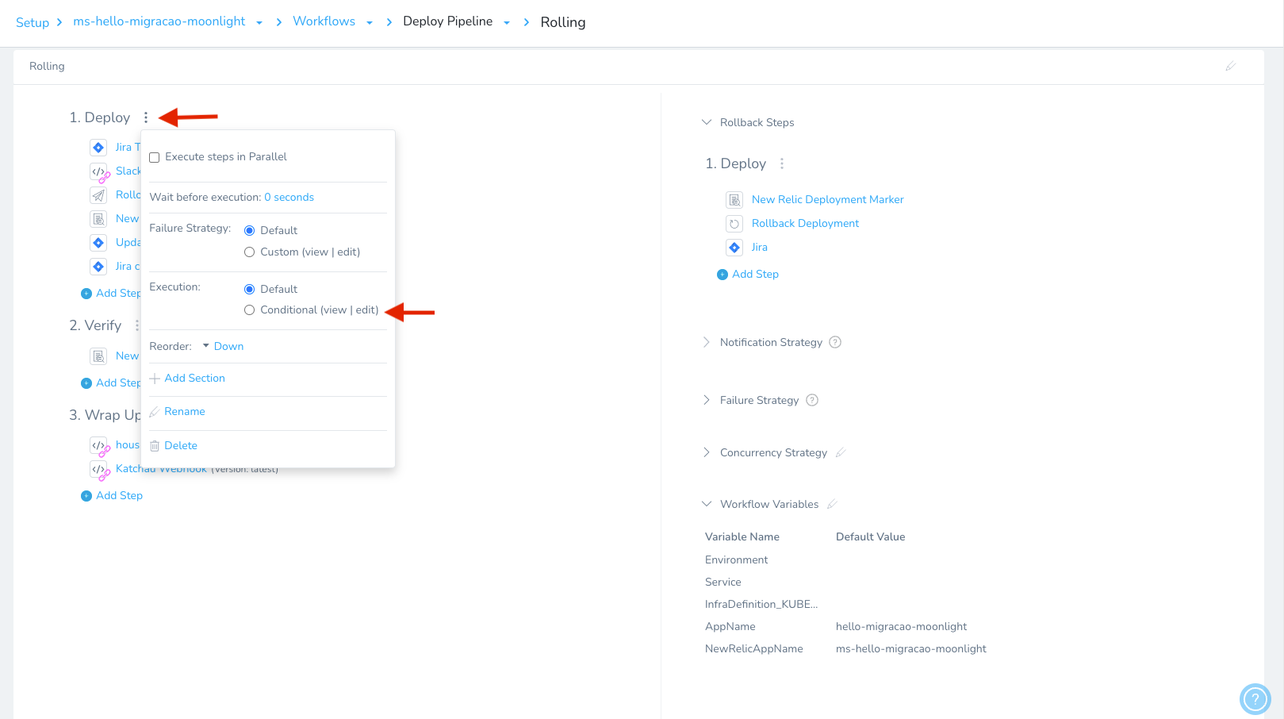 Setup > ms-hello-migracao-moonlight > Workflows > Deploy Pipeline > Rolling
Rolling
1. Deploy
Jira T
Slack
Rollo
New
Upda
Jira c
Add Step
2. Verify
New
Add Step
3. Wrap Up
hous
Katchau Webhook (Version: latest)
Add Step
Execute steps in Parallel
Wait before execution: 0 seconds
Failure Strategy: Default
Custom (view | edit)
Execution: Default
Conditional (view | edit)
Reorder: Down
Add Section
Rename
Delete
Rollback Steps
1. Deploy
New Relic Deployment Marker
Rollback Deployment
Jira
Add Step
Notification Strategy ?
Failure Strategy ?
Concurrency Strategy
Workflow Variables
Variable Name Default Value
Environment
Service
InfraDefinition_KUBE...
AppName hello-migracao-moonlight
NewRelicAppName ms-hello-migracao-moonlight
?